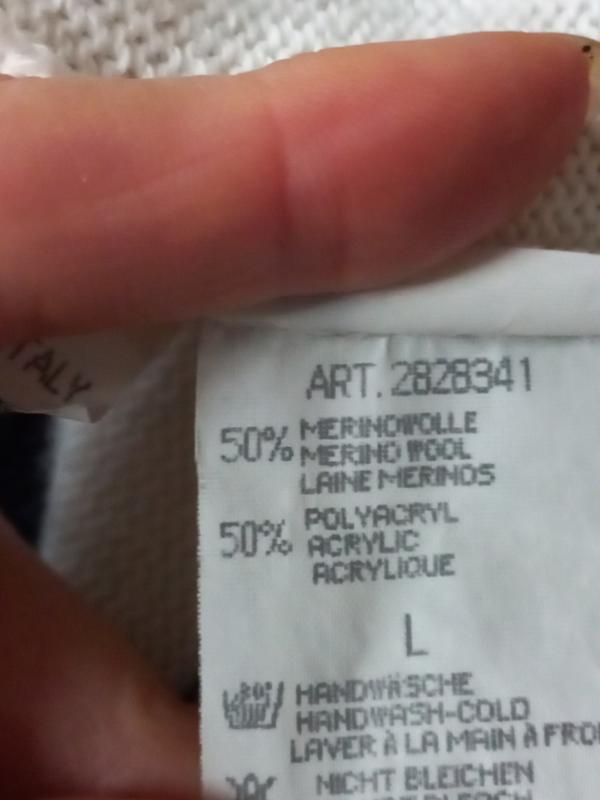 ITALY
ART. 2828341
50% MERINOWOLLE
MERINO WOOL
LAINE MERINOS
50% POLYACRYL
ACRYLIC
ACRYLIQUE
L
HANDWÄSCHE
HANDWASH-COLD
LAVER À LA MAIN À
NICHT BLEICHEN